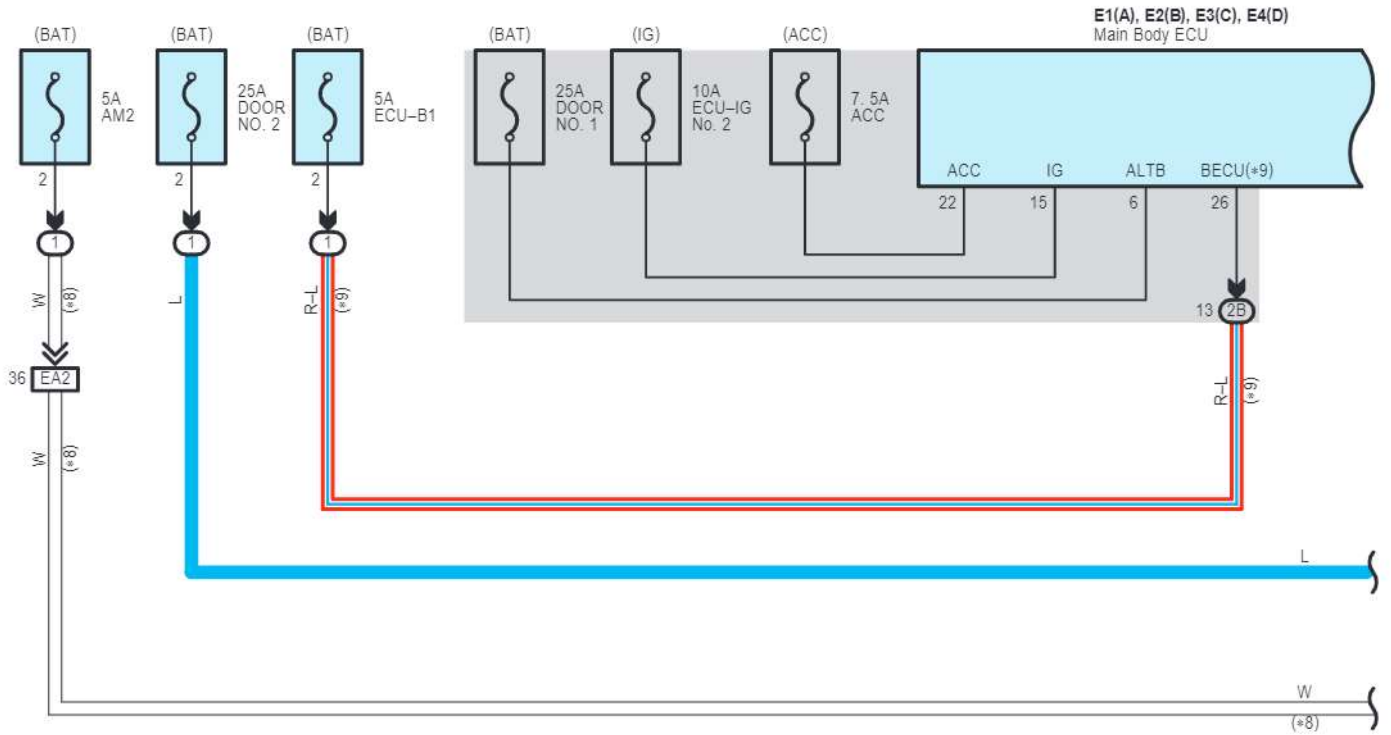 E1(A), E2(B), E3(C), E4(D)
Main Body ECU
(BAT)
(BAT)
(BAT)
(BAT)
(IG)
(ACC)
5A
AM2
25A
DOOR
NO. 2
5A
ECU–B1
25A
DOOR
NO. 1
10A
ECU–IG
No. 2
7. 5A
ACC
ACC
IG
ALTB
BECU(*9)
2
2
2
22
15
6
26
1
1
1
W
(*8)
L
R–L
(*9)
13
2B
36
EA2
R–L
(*9)
W
(*8)
L
W
(*8)